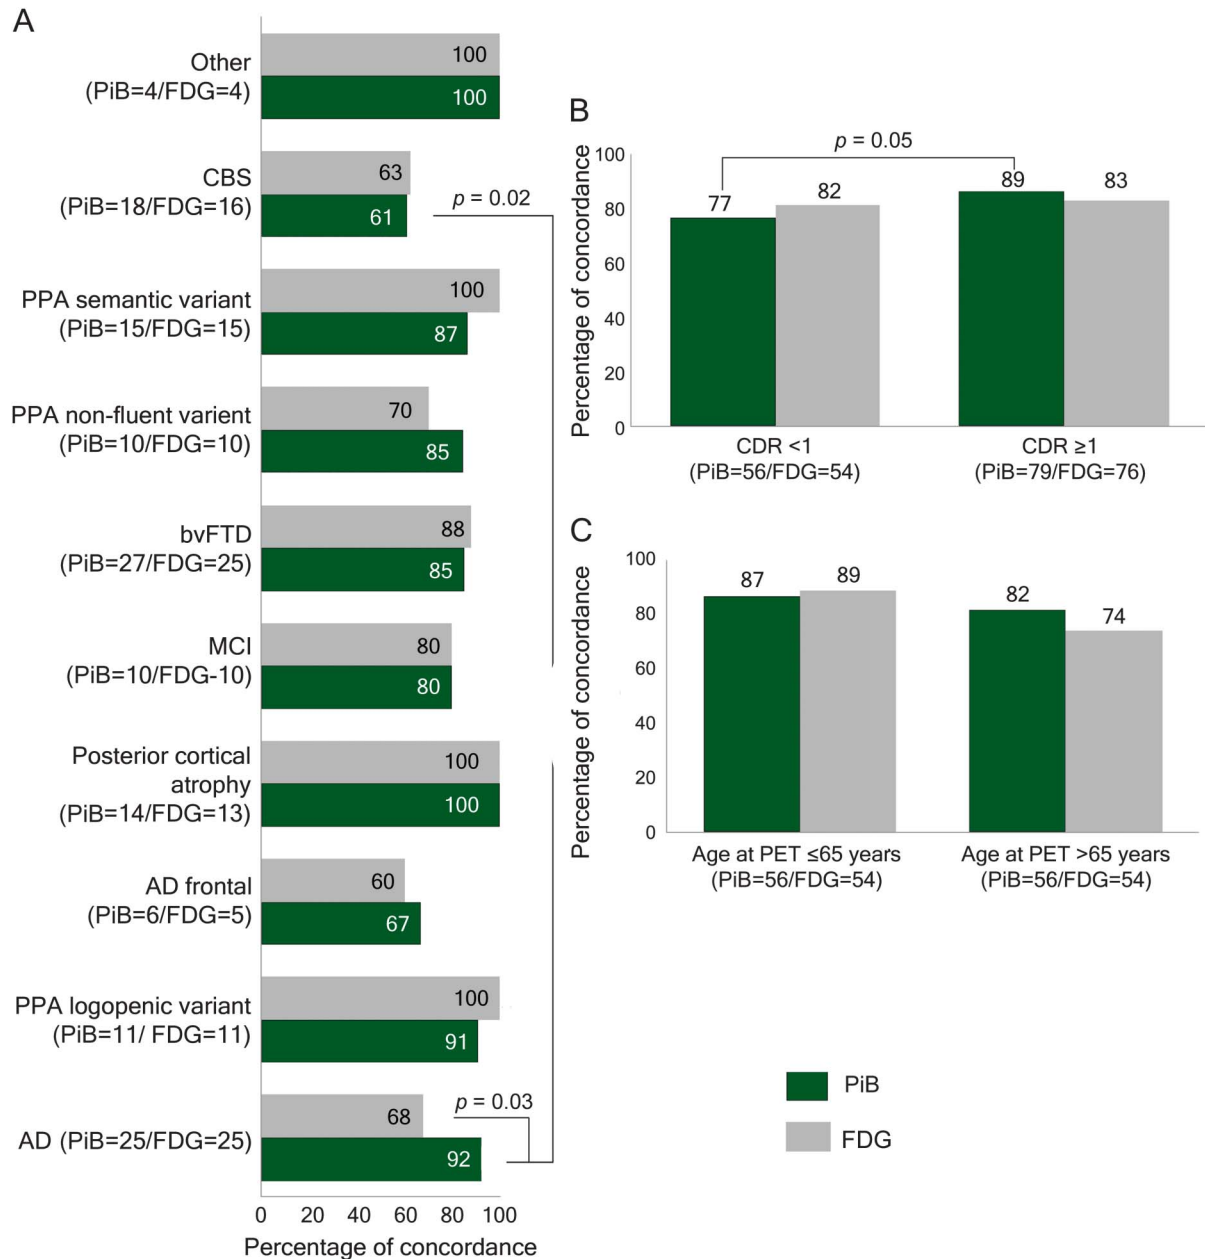 A
Other
(PiB=4/FDG=4)
100
100
CBS
(PiB=18/FDG=16)
63
61
p = 0.02
PPA semantic variant
(PiB=15/FDG=15)
100
87
PPA non-fluent varient
(PiB=10/FDG=10)
70
85
bvFTD
(PiB=27/FDG=25)
88
85
MCI
(PiB=10/FDG-10)
80
80
Posterior cortical
atrophy
(PiB=14/FDG=13)
100
100
AD frontal
(PiB=6/FDG=5)
60
67
PPA logopenic variant
(PiB=11/ FDG=11)
100
91
AD (PiB=25/FDG=25)
68
92
p = 0.03
0 20 40 60 80 100
Percentage of concordance
B
Percentage of concordance
100
80
60
40
20
0
p = 0.05
77 82 89 83
CDR <1 CDR ≥1
(PiB=56/FDG=54) (PiB=79/FDG=76)
C
Percentage of concordance
100
80
60
40
20
0
87 89 82 74
Age at PET ≤65 years Age at PET >65 years
(PiB=56/FDG=54) (PiB=56/FDG=54)
PiB
FDG